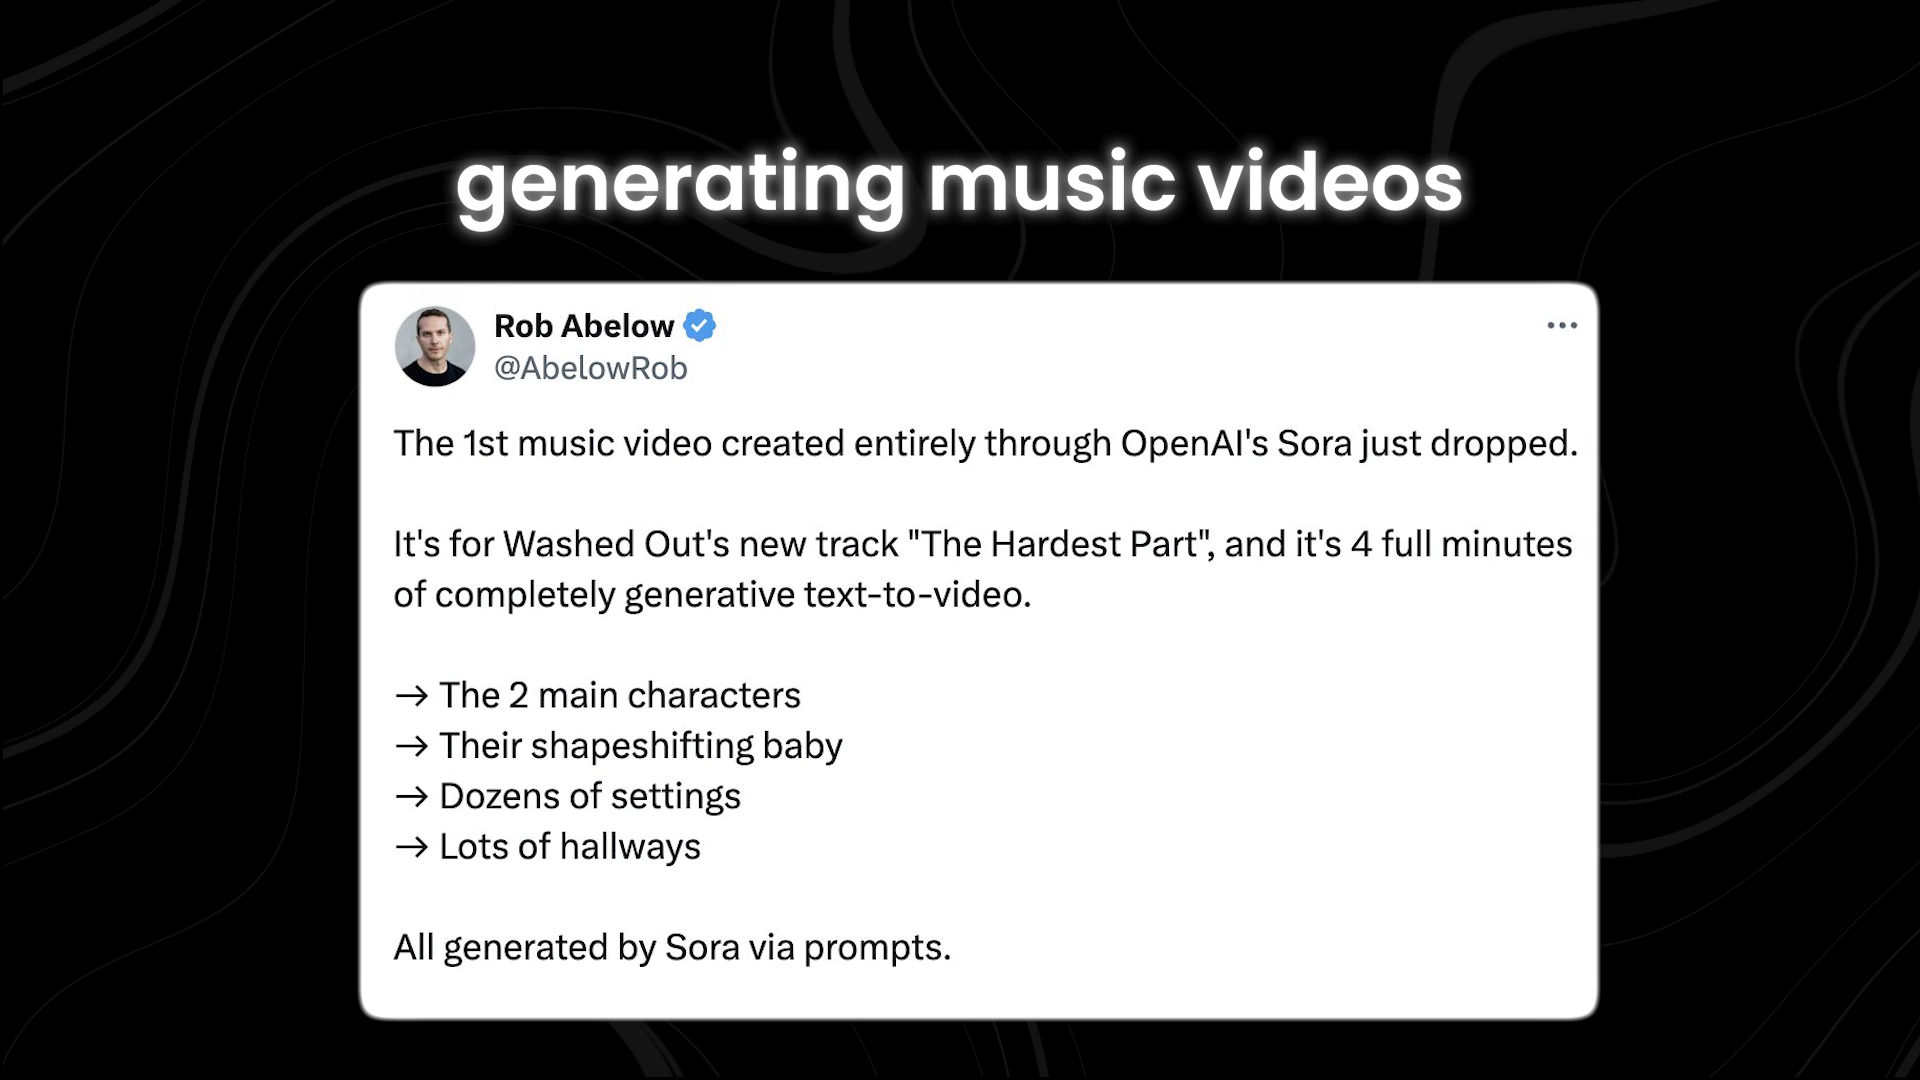 generating music videos
Rob Abelow
@AbelowRob
The 1st music video created entirely through OpenAI's Sora just dropped.
It's for Washed Out's new track "The Hardest Part", and it's 4 full minutes
of completely generative text-to-video.
→ The 2 main characters
→ Their shapeshifting baby
→ Dozens of settings
→ Lots of hallways
All generated by Sora via prompts.